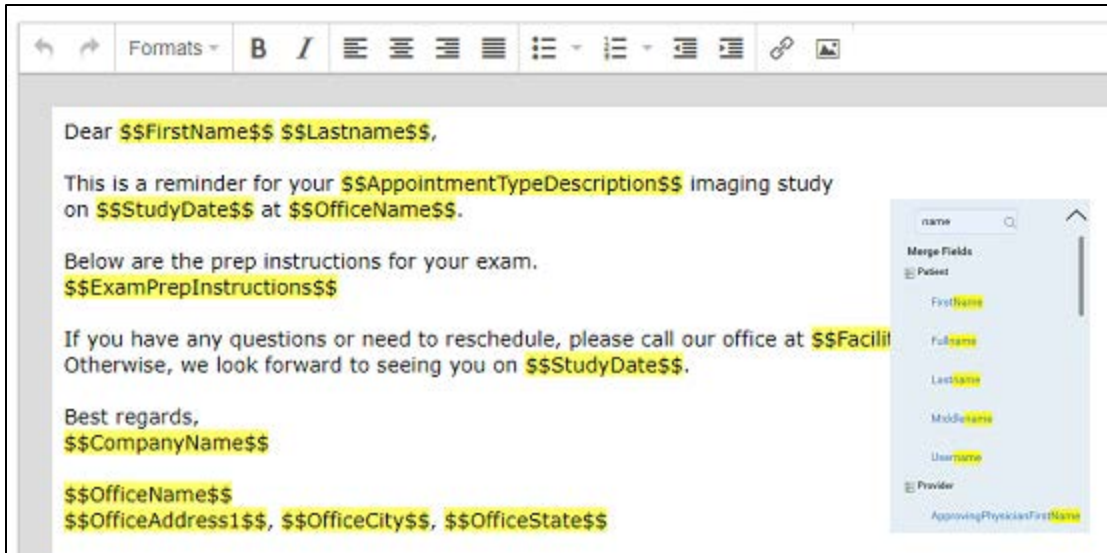 Formats
B I
Dear $$FirstName$$ $$Lastname$$,
This is a reminder for your $$AppointmentTypeDescription$$ imaging study
on $$StudyDate$$ at $$OfficeName$$.
Below are the prep instructions for your exam.
$$ExamPrepInstructions$$
If you have any questions or need to reschedule, please call our office at $$Facilit
Otherwise, we look forward to seeing you on $$StudyDate$$.
Best regards,
$$CompanyName$$
$$OfficeName$$
$$OfficeAddress1$$, $$OfficeCity$$, $$OfficeState$$
name
Merge Fields
Patient
FirstName
Fullname
Lastname
Middlename
Username
Provider
ApprovingPhysicianFirstName